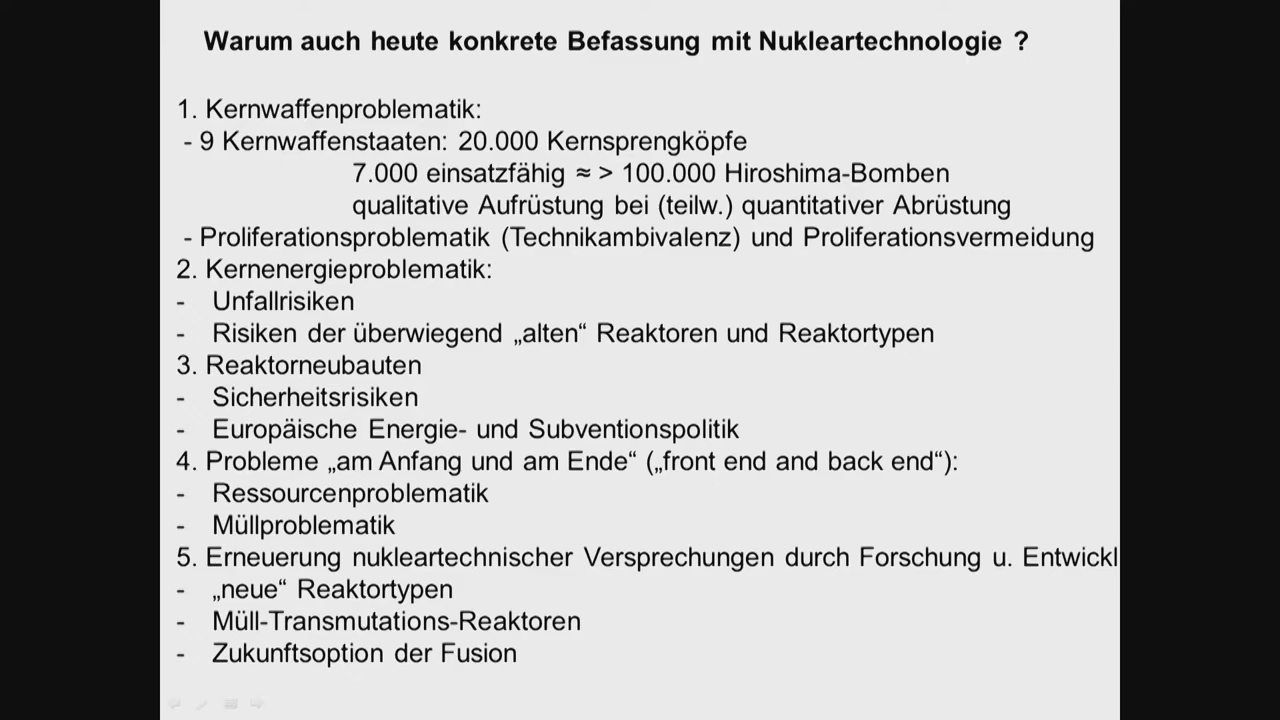 Warum auch heute konkrete Befassung mit Nukleartechnologie ?
1. Kernwaffenproblematik:
- 9 Kernwaffenstaaten: 20.000 Kernsprengköpfe
7.000 einsatzfähig ≈ > 100.000 Hiroshima-Bomben
qualitative Aufrüstung bei (teilw.) quantitativer Abrüstung
- Proliferationsproblematik (Technikambivalenz) und Proliferationsvermeidung
2. Kernenergieproblematik:
- Unfallrisiken
- Risiken der überwiegend „alten“ Reaktoren und Reaktortypen
3. Reaktorneubauten
- Sicherheitsrisiken
- Europäische Energie- und Subventionspolitik
4. Probleme „am Anfang und am Ende“ („front end and back end“):
- Ressourcenproblematik
- Müllproblematik
5. Erneuerung nukleartechnischer Versprechungen durch Forschung u. Entwickl
- „neue“ Reaktortypen
- Müll-Transmutations-Reaktoren
- Zukunftsoption der Fusion